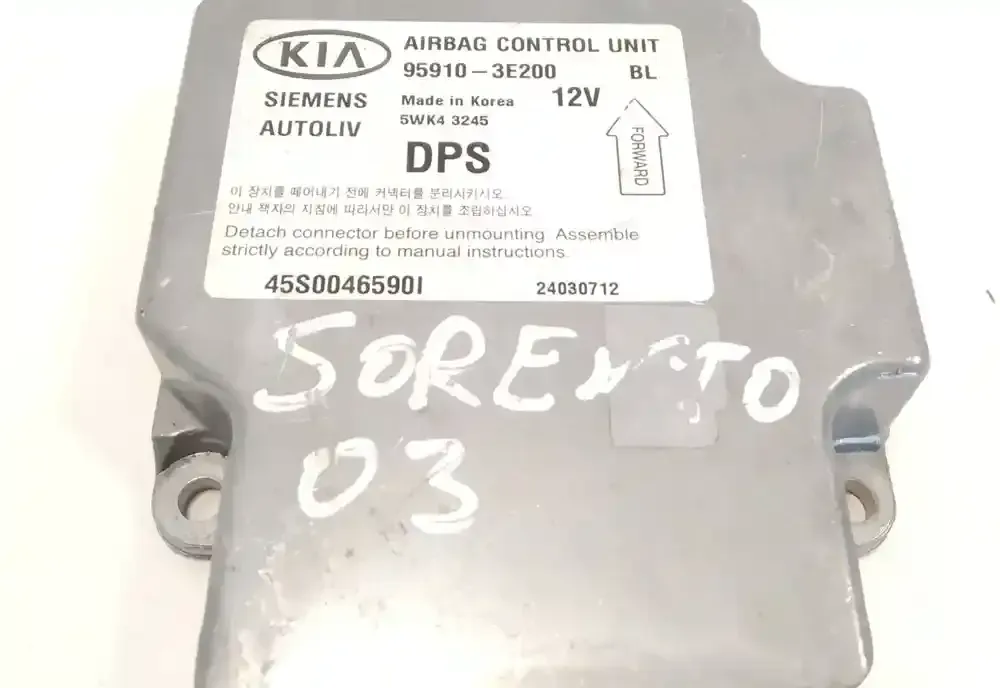 KIA AIRBAG CONTROL UNIT
95910-3E200 BL
SIEMENS Made in Korea 12V
AUTOLIV 5WK4 3245
FORWARD
DPS
이 장치를 떼어내기 전에 커넥터를 분리시키시오.
안내 책자의 지침에 따라서만 이 장치를 조립하십시오
Detach connector before unmounting. Assemble
strictly according to manual instructions.
45S0046590I 24030712
SORENTO
03